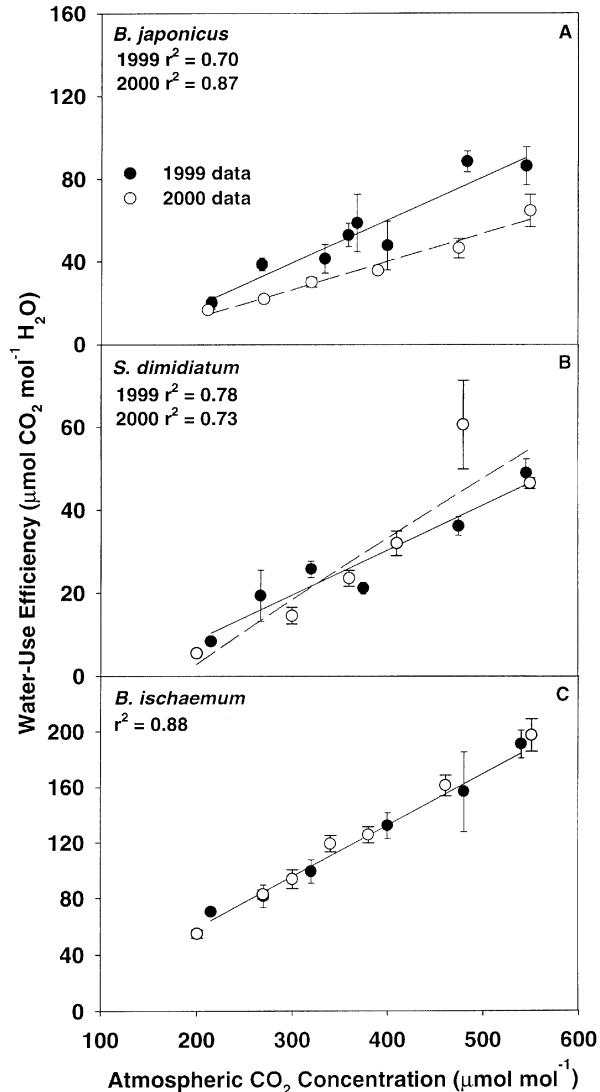 160
B. japonicus
A
1999 r² = 0.70
2000 r² = 0.87
120
1999 data
80
2000 data
40
0
S. dimidiatum
B
1999 r² = 0.78
2000 r² = 0.73
60
40
20
0
B. ischaemum
C
r² = 0.88
200
160
120
80
40
0
100 200 300 400 500 600
Water-Use Efficiency (μmol CO₂ mol⁻¹ H₂O)
Atmospheric CO₂ Concentration (μmol mol⁻¹)